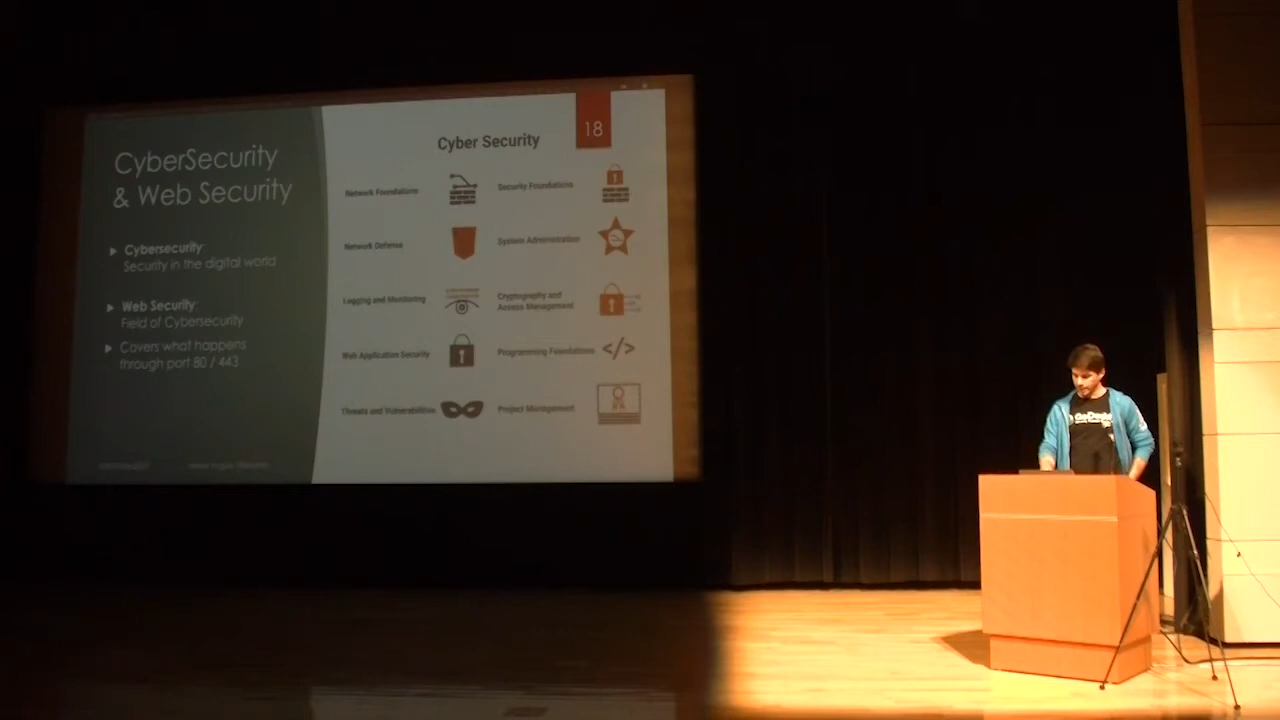 CyberSecurity
& Web Security
Cybersecurity:
Security in the digital world
Web Security:
Field of Cybersecurity
Covers what happens
through port 80 / 443
18
Cyber Security
Network Foundations
Security Foundations
Network Defense
System Administration
Logging and Monitoring
Cryptography and
Access Management
Web Application Security
Programming Foundations
</>
Threats and Vulnerabilities
Project Management